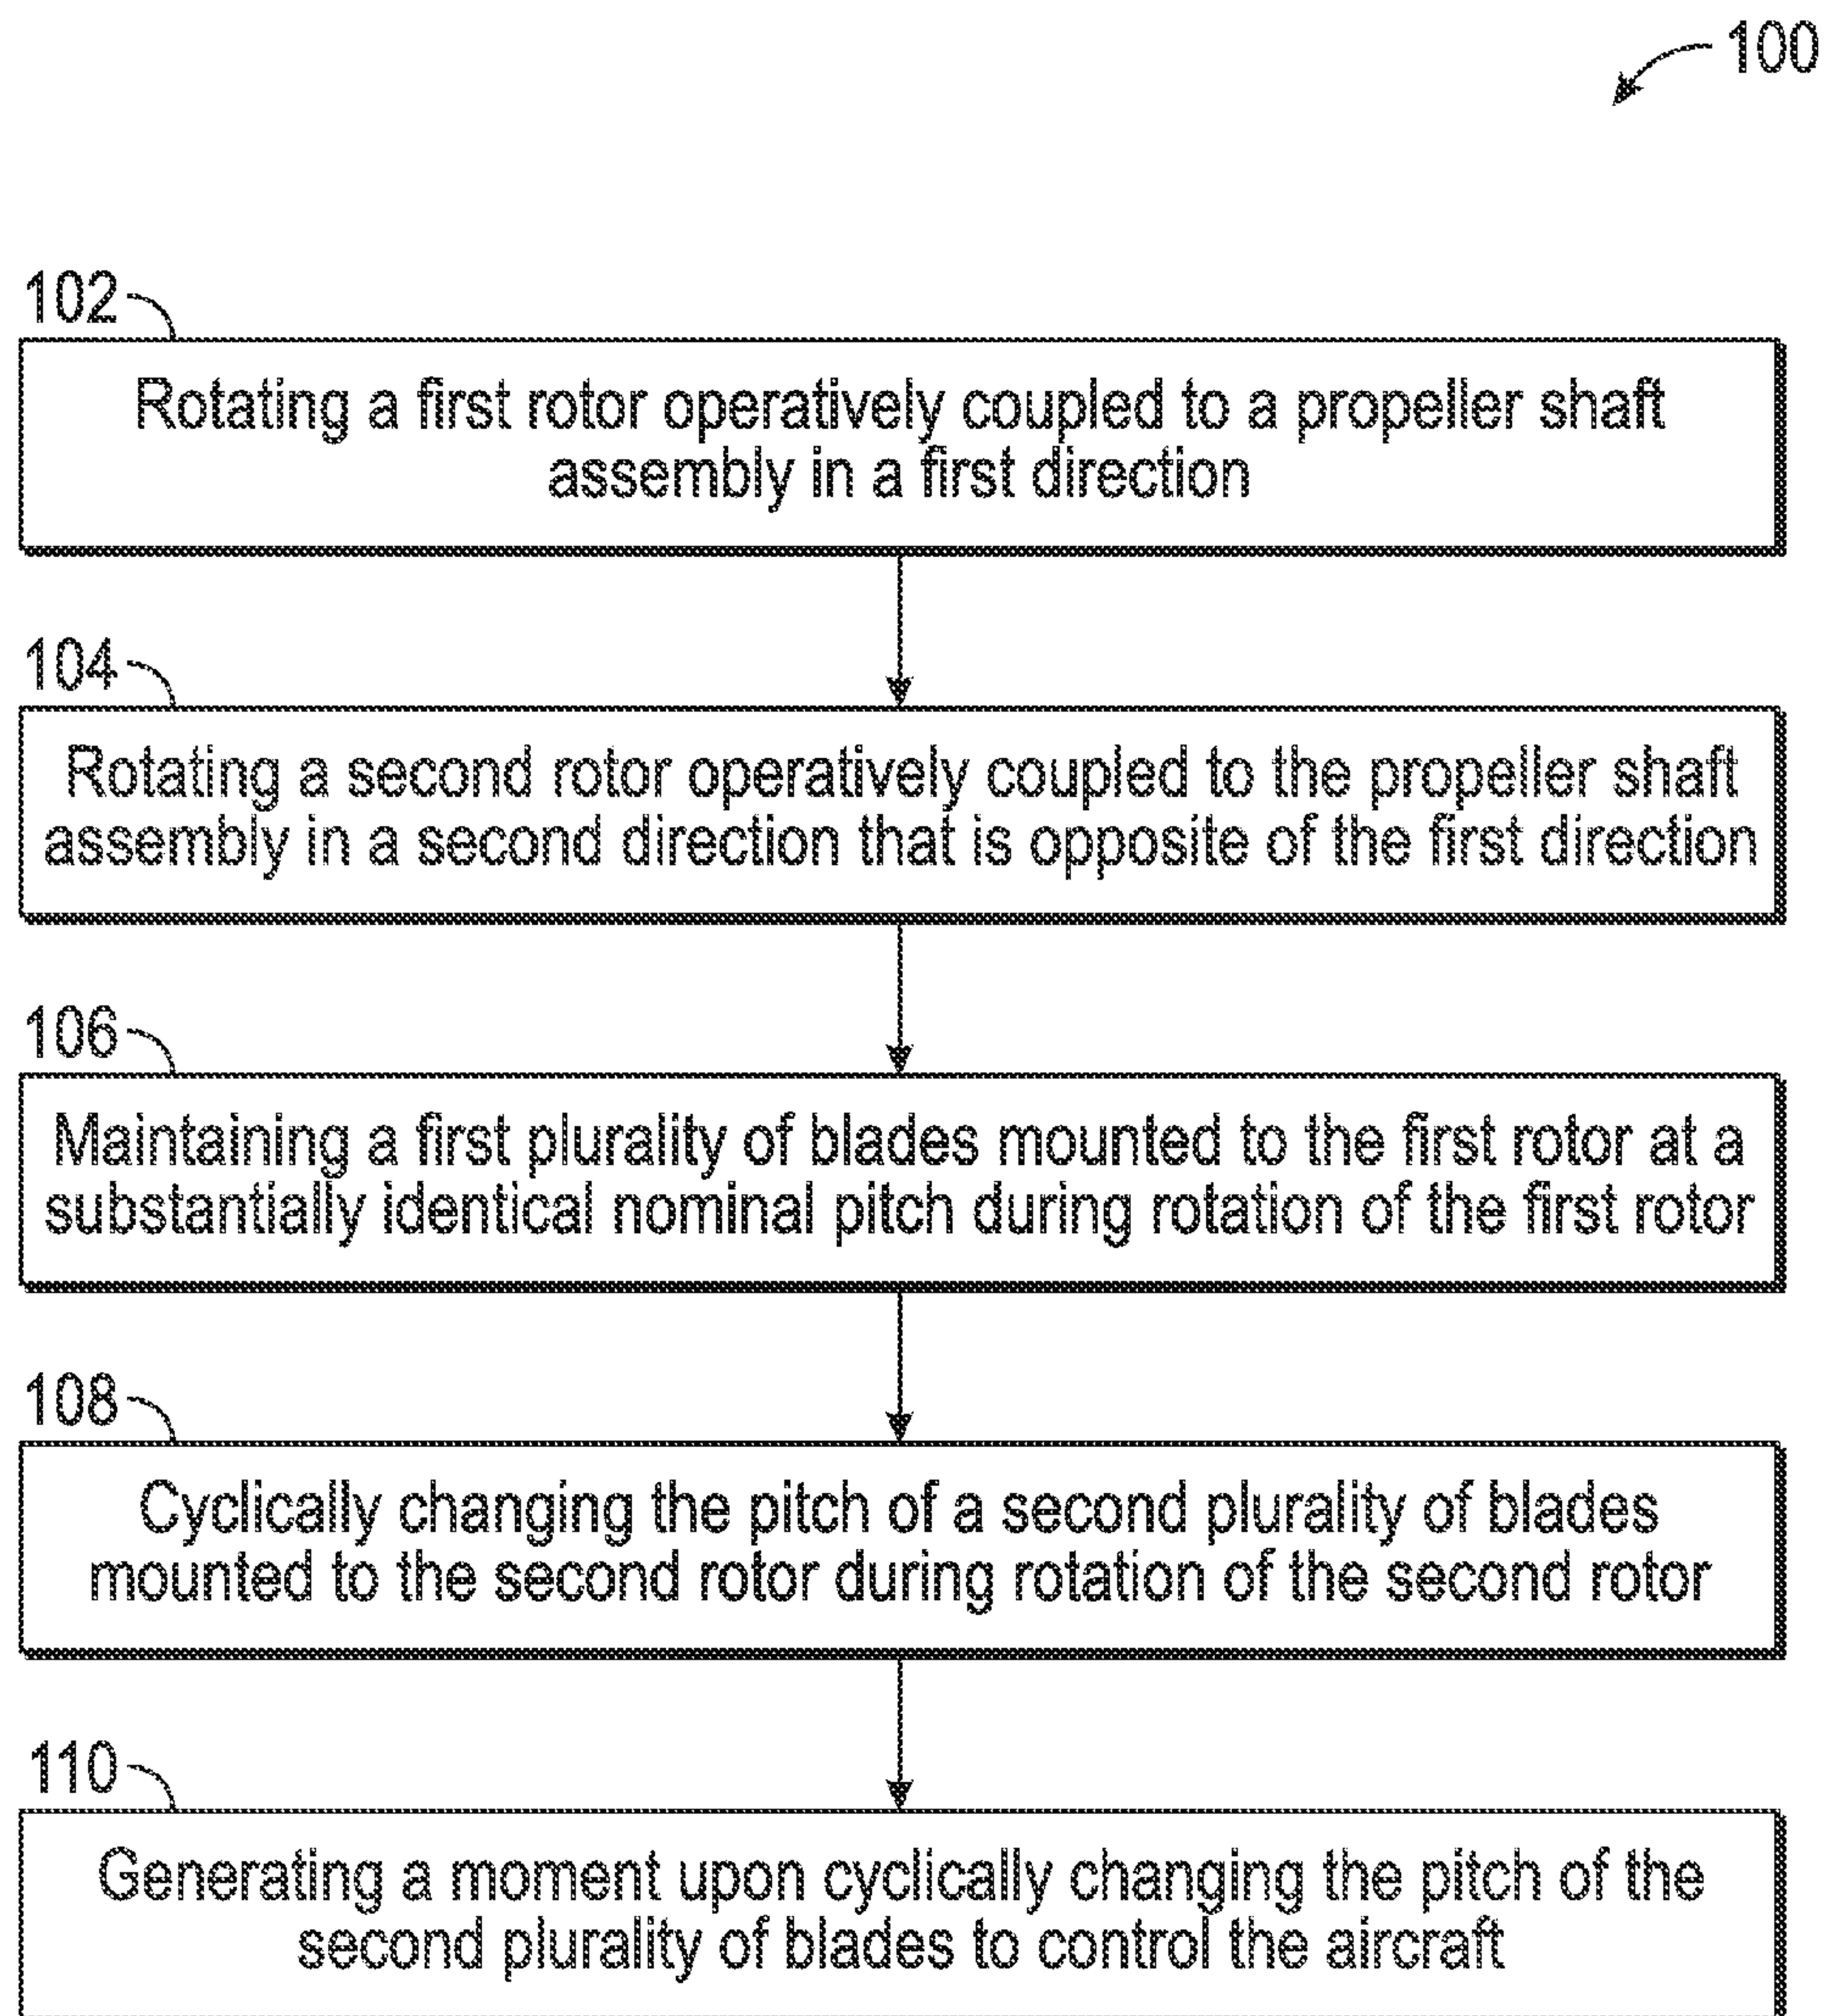 100
102
Rotating a first rotor operatively coupled to a propeller shaft
assembly in a first direction
104
Rotating a second rotor operatively coupled to the propeller shaft
assembly in a second direction that is opposite of the first direction
106
Maintaining a first plurality of blades mounted to the first rotor at a
substantially identical nominal pitch during rotation of the first rotor
108
Cyclically changing the pitch of a second plurality of blades
mounted to the second rotor during rotation of the second rotor
110
Generating a moment upon cyclically changing the pitch of the
second plurality of blades to control the aircraft